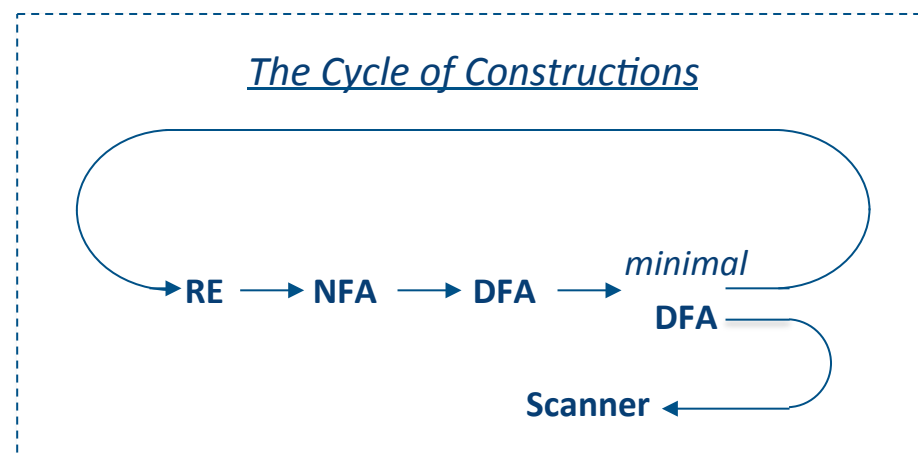 The Cycle of Constructions
minimal
RE NFA DFA DFA
Scanner